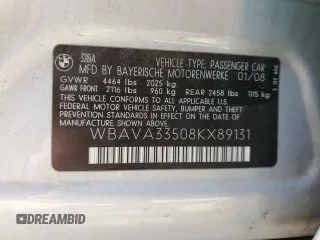 BMW
328iA
VEHICLE TYPE: PASSENGER CAR
MFD BY BAYERISCHE MOTORENWERKE 01/08
GVWR 4464 lbs 2025 kg
GAWR FRONT 2116 lbs 960 kg REAR 2458 lbs 1115 kg
THIS VEHICLE CONFORMS TO ALL APPLICABLE FEDERAL
MOTOR VEHICLE SAFETY, BUMPER AND THEFT
PREVENTION STANDARDS IN EFFECT ON THE
DATE OF MANUFACTURE SHOWN ABOVE.
WBAVA33508KX89131
DREAMBID